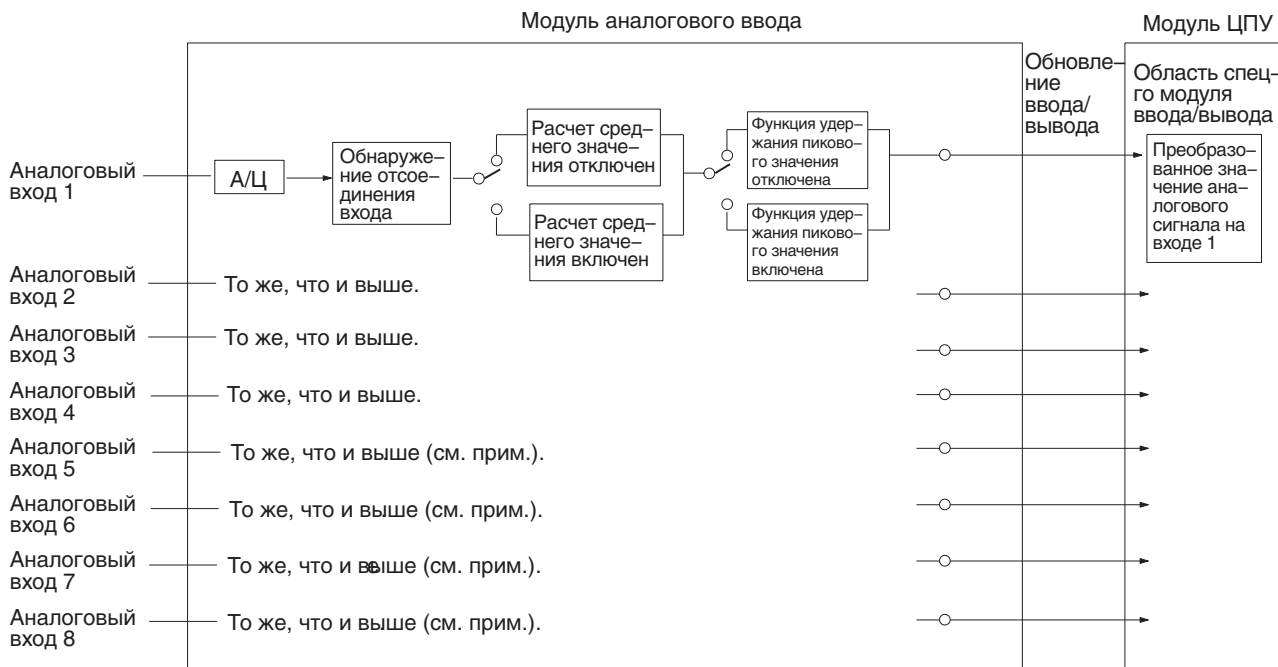 Модуль аналогового ввода
Модуль ЦПУ
Обновле–
ние
ввода/
вывода
Область спец–
го модуля
ввода/вывода
Аналоговый
вход 1
А/Ц
Обнаруже–
ние отсое–
динения
входа
Расчет сред–
него значе–
ния отключен
Расчет сред–
него значе–
ния включен
Функция удер–
жания пиково–
го значения
отключена
Функция удер–
жания пиково–
го значения
включена
Преобразо–
ванное зна–
чение ана–
логового
сигнала на
входе 1
Аналоговый
вход 2
То же, что и выше.
Аналоговый
вход 3
То же, что и выше.
Аналоговый
вход 4
То же, что и выше.
Аналоговый
вход 5
То же, что и выше (см. прим.).
Аналоговый
вход 6
То же, что и выше (см. прим.).
Аналоговый
вход 7
То же, что и выше (см. прим.).
Аналоговый
вход 8
То же, что и выше (см. прим.).